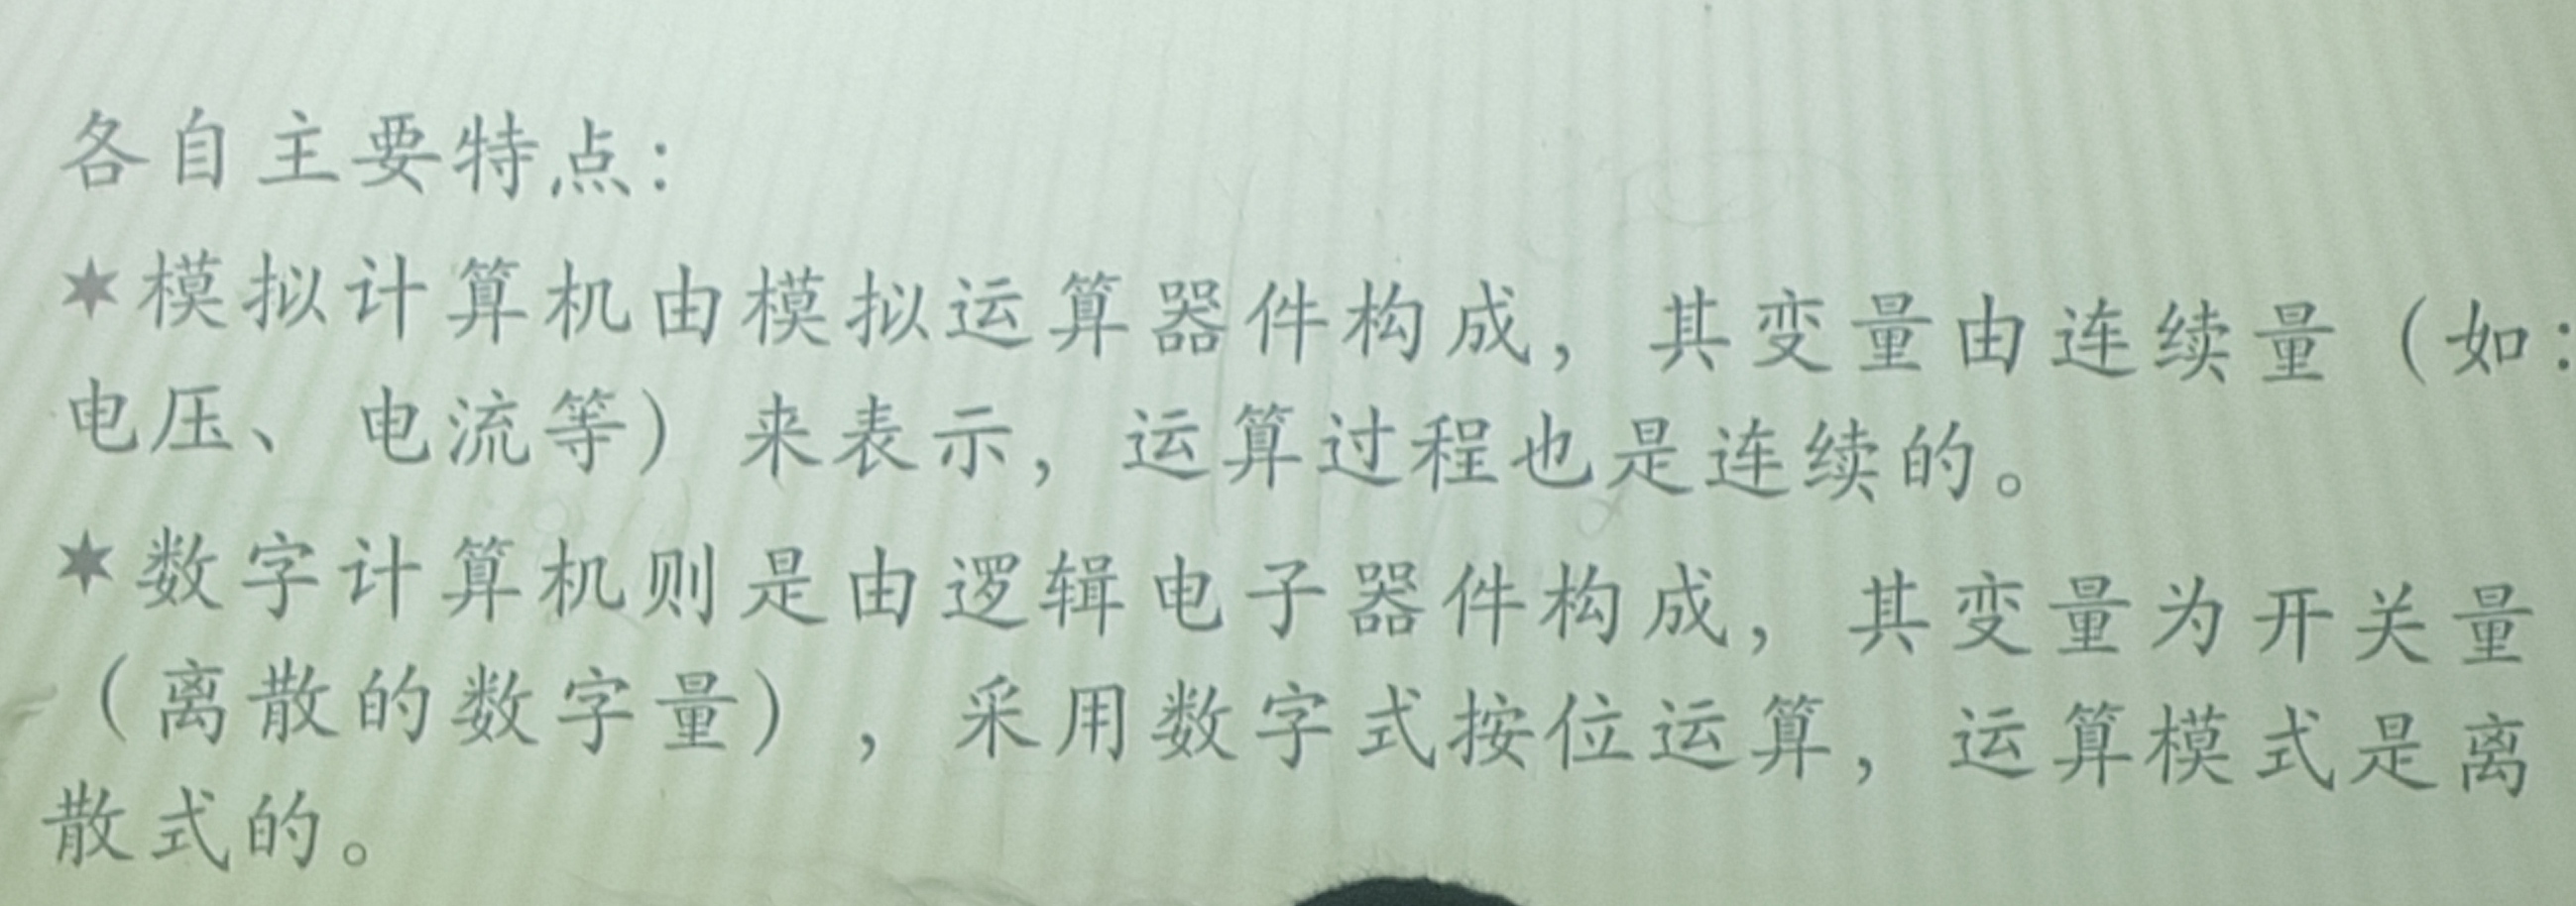 各自主要特点：
✶模拟计算机由模拟运算器件构成，其变量由连续量（如：
电压、电流等）来表示，运算过程也是连续的。
✶数字计算机则是由逻辑电子器件构成，其变量为开关量
（离散的数字量），采用数字式按位运算，运算模式是离
散式的。